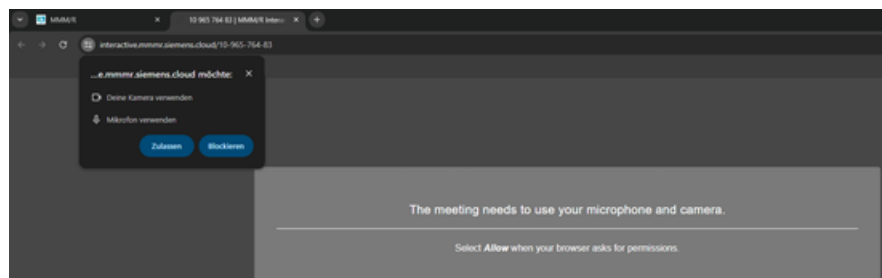 MMM/R
10 965 764 83 | MMM/R Intera
interactive.mmmr.siemens.cloud/10-965-764-83
...e.mmmr.siemens.cloud möchte:
Deine Kamera verwenden
Mikrofon verwenden
Zulassen Blockieren
The meeting needs to use your microphone and camera.
Select Allow when your browser asks for permissions.